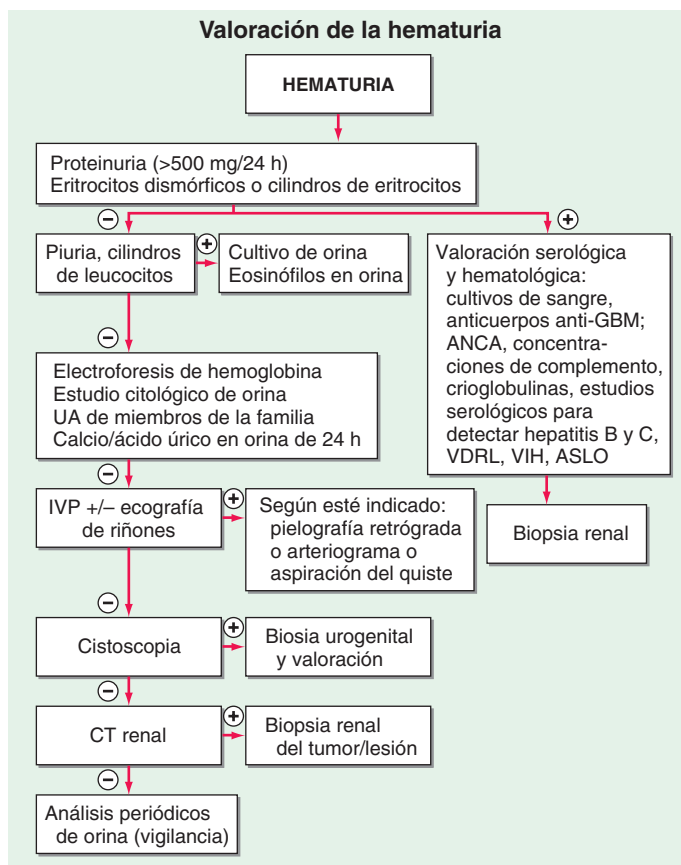 Valoración de la hematuria
HEMATURIA
Proteinuria (>500 mg/24 h)
Eritrocitos dismórficos o cilindros de eritrocitos
−
+
Piuria, cilindros
de leucocitos
+
Cultivo de orina
Eosinófilos en orina
Valoración serológica
y hematológica:
cultivos de sangre,
anticuerpos anti-GBM;
ANCA, concentra-
ciones de complemento,
crioglobulinas, estudios
serológicos para
detectar hepatitis B y C,
VDRL, VIH, ASLO
Biopsia renal
−
Electroforesis de hemoglobina
Estudio citológico de orina
UA de miembros de la familia
Calcio/ácido úrico en orina de 24 h
−
IVP +/− ecografía
de riñones
+
Según esté indicado:
pielografía retrógrada
o arteriograma o
aspiración del quiste
−
Cistoscopia
+
Biosia urogenital
y valoración
−
CT renal
+
Biopsia renal
del tumor/lesión
−
Análisis periódicos
de orina (vigilancia)